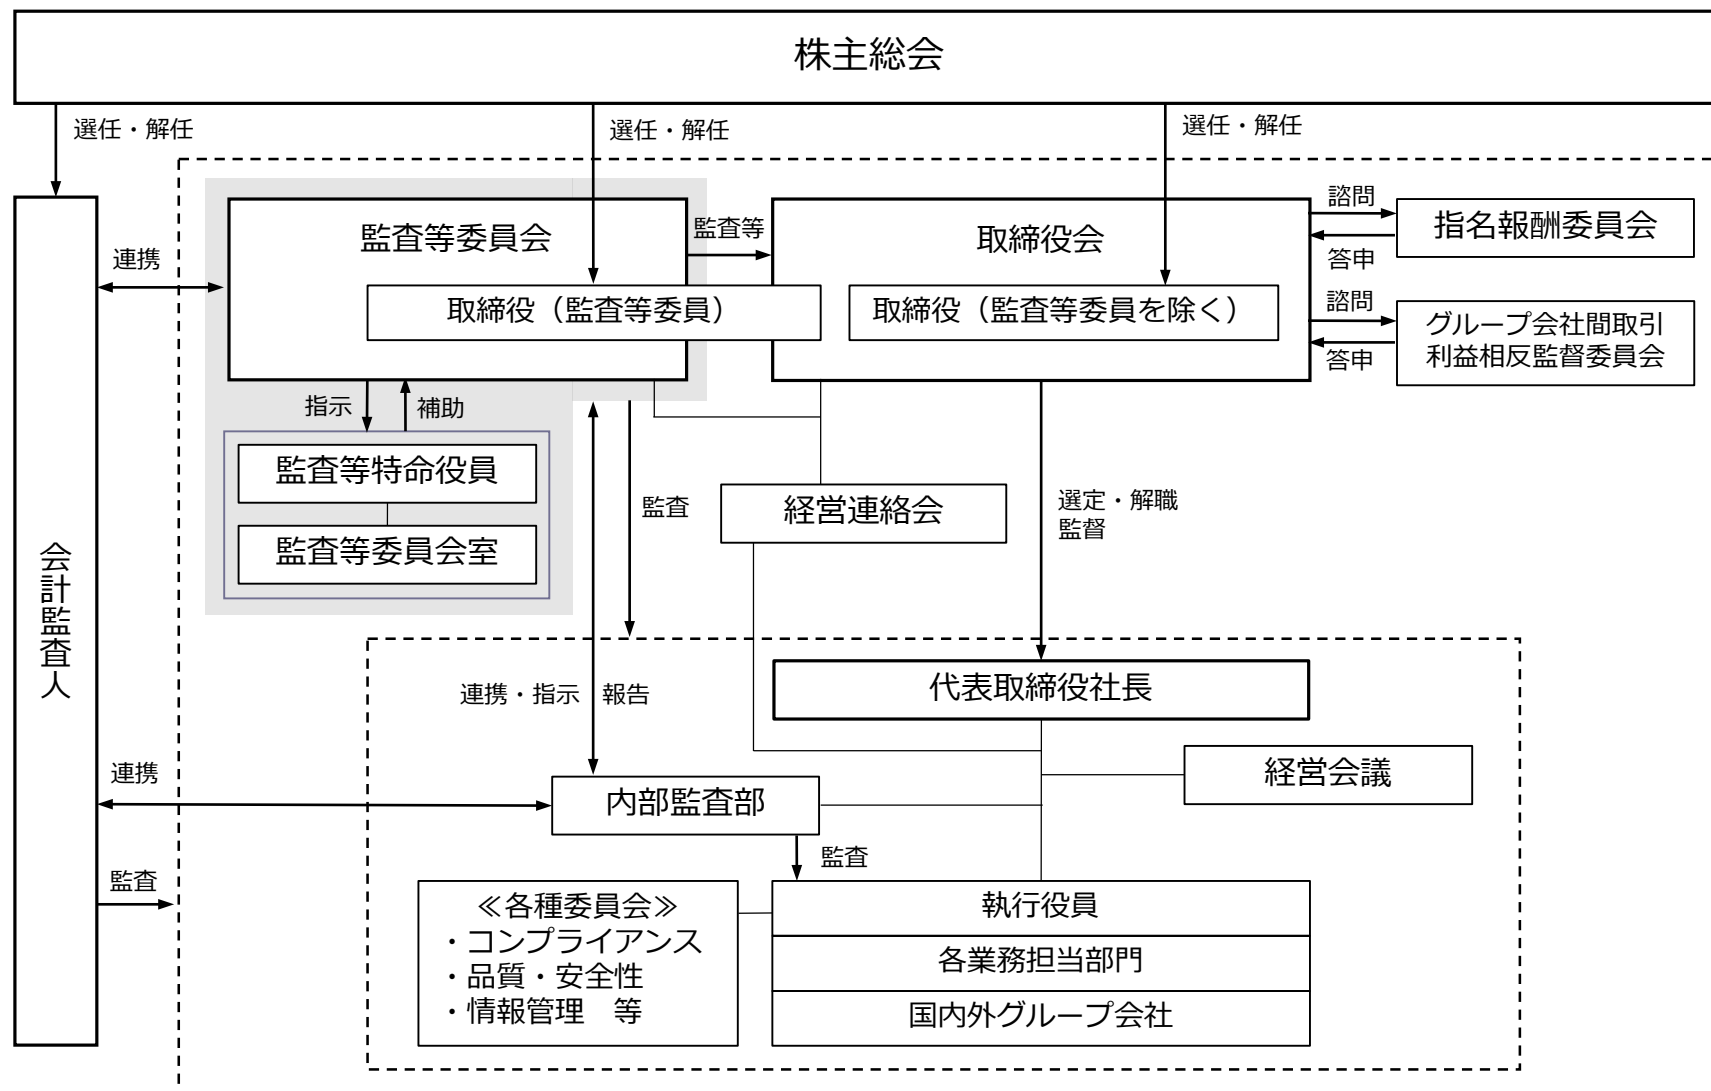 株主総会
選任・解任
選任・解任
選任・解任
監査等委員会
監査等
取締役会
諮問
指名報酬委員会
答申
連携
取締役（監査等委員）
取締役（監査等委員を除く）
諮問
グループ会社間取引
利益相反監督委員会
答申
指示
補助
監査等特命役員
監査等委員会室
監査
経営連絡会
選定・解職
監督
会計監査人
代表取締役社長
連携・指示
報告
経営会議
連携
内部監査部
監査
監査
≪各種委員会≫
・コンプライアンス
・品質・安全性
・情報管理　等
執行役員
各業務担当部門
国内外グループ会社